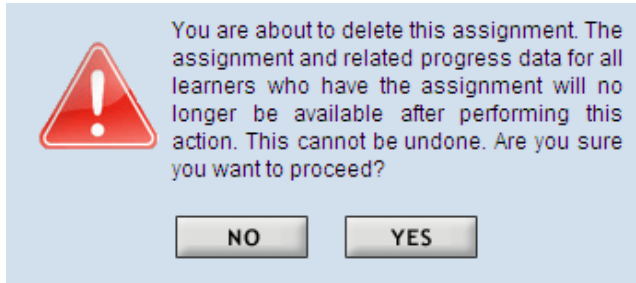 You are about to delete this assignment. The
assignment and related progress data for all
learners who have the assignment will no
longer be available after performing this
action. This cannot be undone. Are you sure
you want to proceed?
NO YES